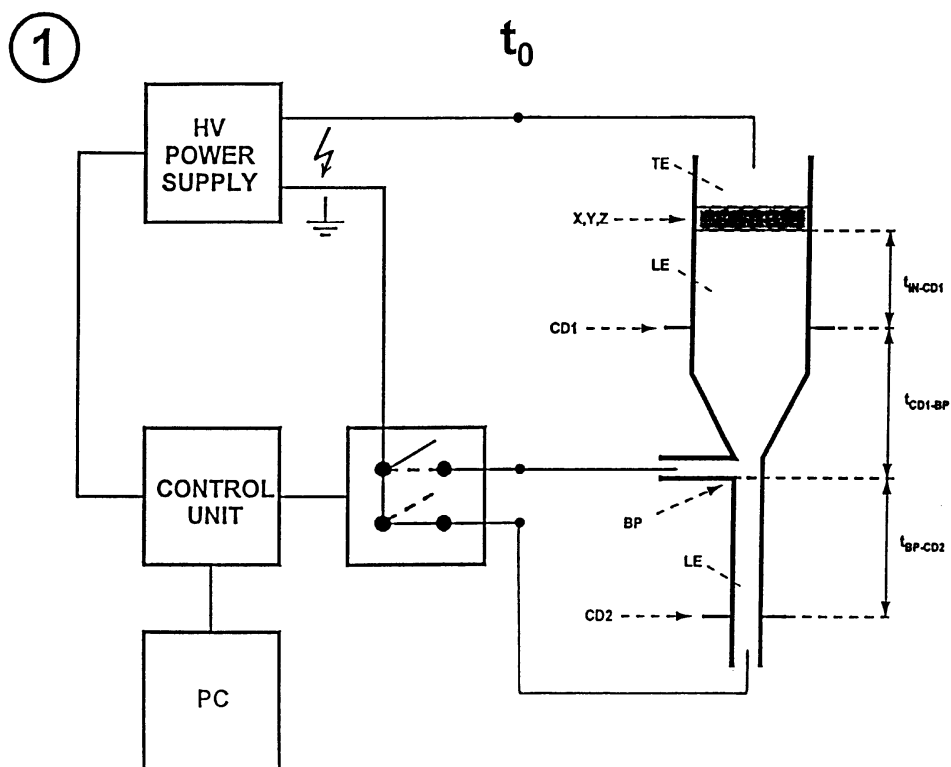 1
t0
HV
POWER
SUPPLY
TE
X,Y,Z
LE
tIN-CD1
CD1
tCD1-BP
CONTROL
UNIT
BP
tBP-CD2
LE
CD2
PC